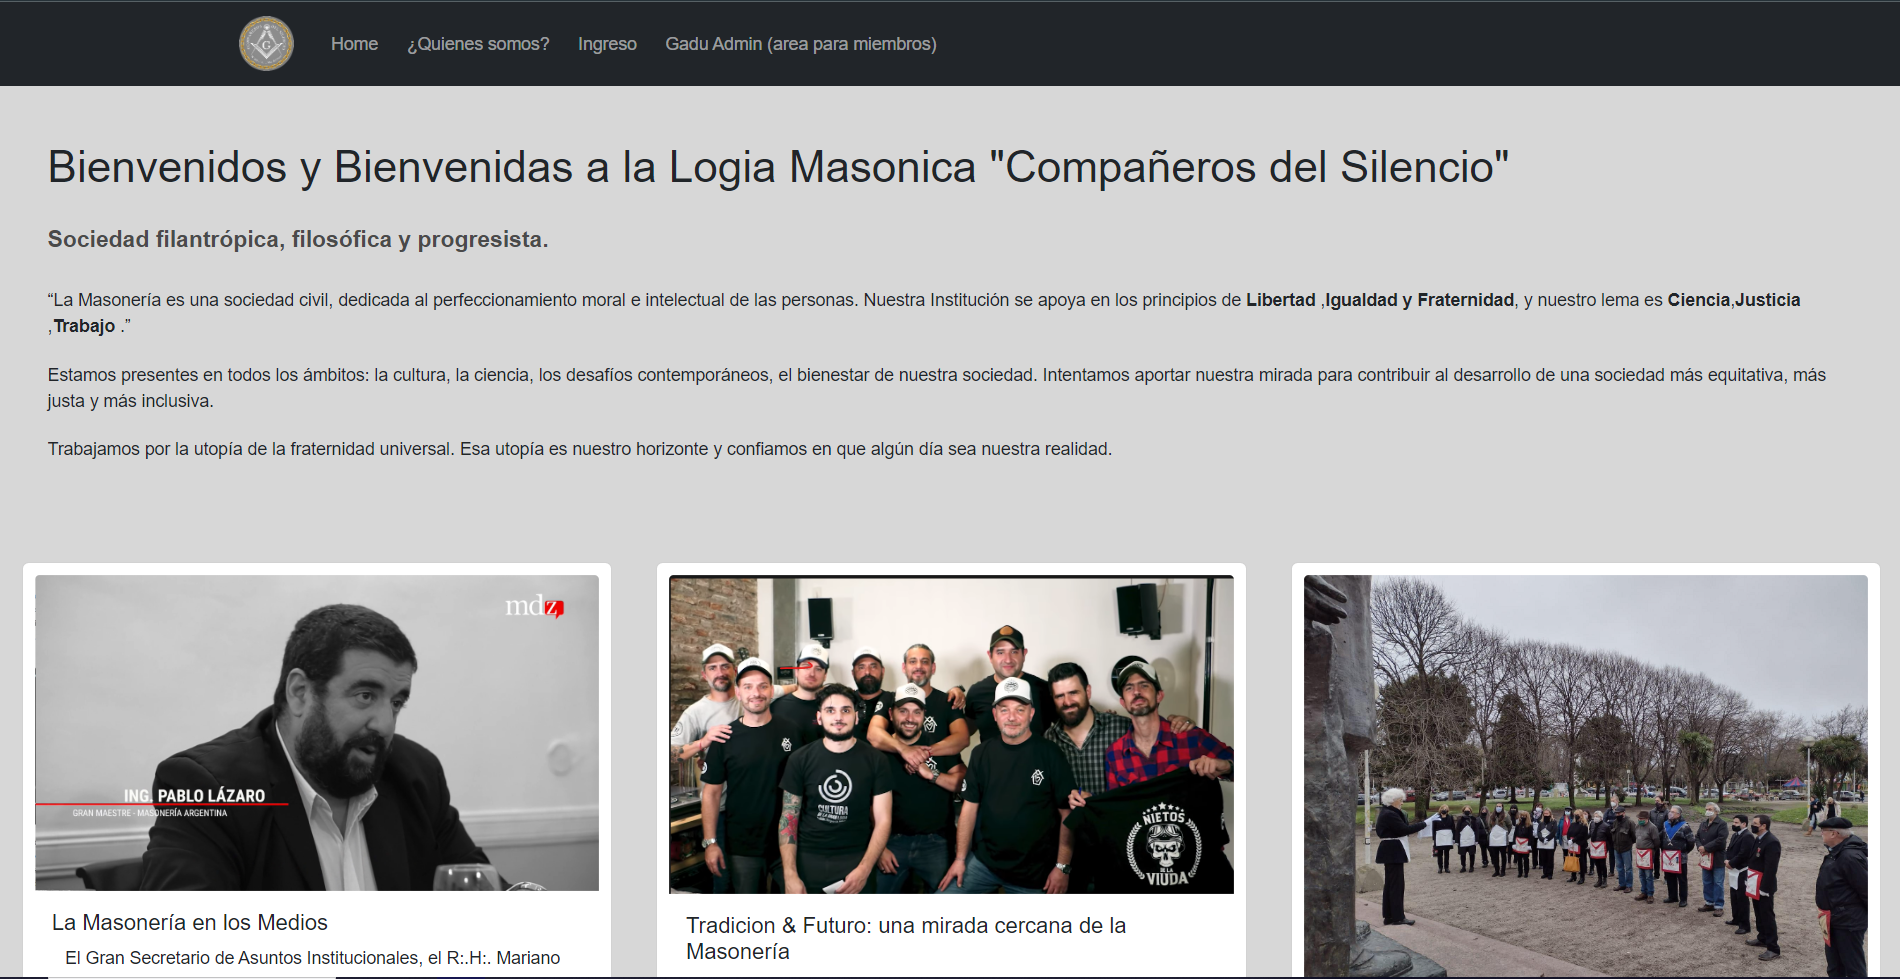 Home ¿Quienes somos? Ingreso Gadu Admin (area para miembros)
Bienvenidos y Bienvenidas a la Logia Masonica "Compañeros del Silencio"
Sociedad filantrópica, filosófica y progresista.
“La Masonería es una sociedad civil, dedicada al perfeccionamiento moral e intelectual de las personas. Nuestra Institución se apoya en los principios de Libertad ,Igualdad y Fraternidad, y nuestro lema es Ciencia,Justicia
,Trabajo .”
Estamos presentes en todos los ámbitos: la cultura, la ciencia, los desafíos contemporáneos, el bienestar de nuestra sociedad. Intentamos aportar nuestra mirada para contribuir al desarrollo de una sociedad más equitativa, más
justa y más inclusiva.
Trabajamos por la utopía de la fraternidad universal. Esa utopía es nuestro horizonte y confiamos en que algún día sea nuestra realidad.
mdz
ING. PABLO LÁZARO
GRAN MAESTRE - MASONERÍA ARGENTINA
La Masonería en los Medios
El Gran Secretario de Asuntos Institucionales, el R:.H:. Mariano
CULTURA
NIETOS
DE LA
VIUDA
Tradicion & Futuro: una mirada cercana de la
Masonería